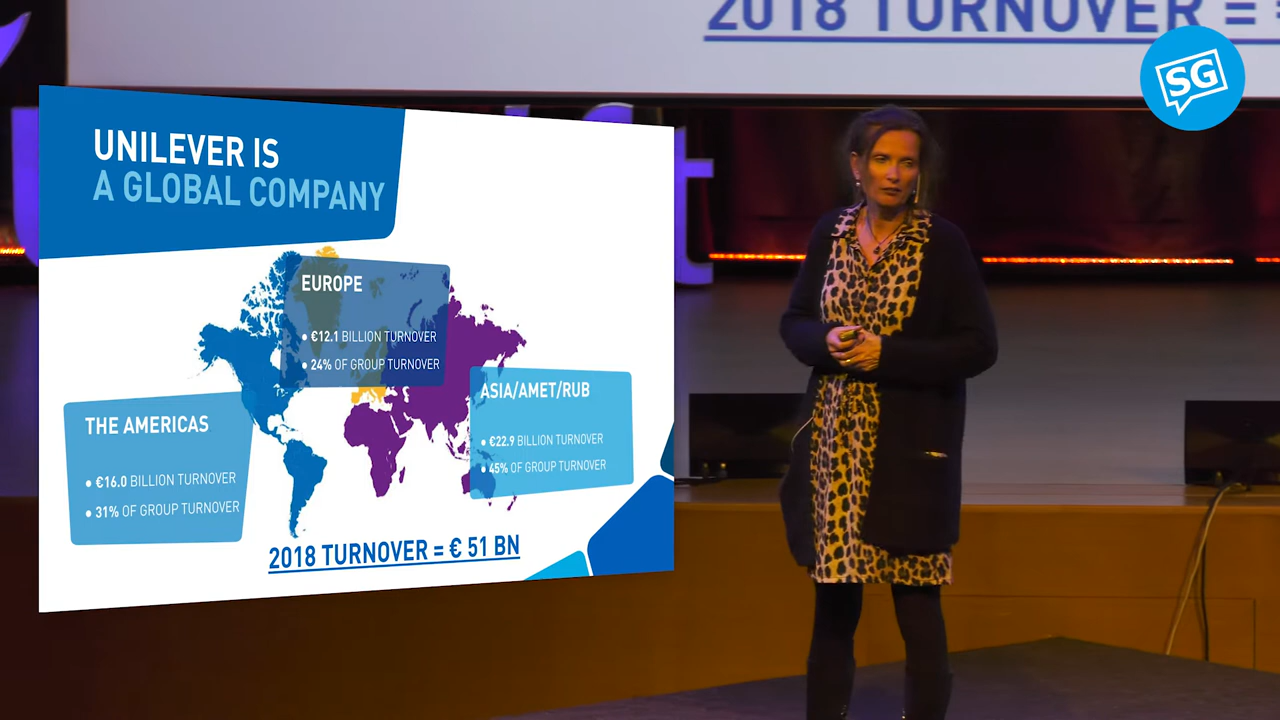 2018 TURNOVER =
SG
UNILEVER IS
A GLOBAL COMPANY
EUROPE
• €12.1 BILLION TURNOVER
• 24% OF GROUP TURNOVER
ASIA/AMET/RUB
• €22.9 BILLION TURNOVER
• 45% OF GROUP TURNOVER
THE AMERICAS
• €16.0 BILLION TURNOVER
• 31% OF GROUP TURNOVER
2018 TURNOVER = € 51 BN